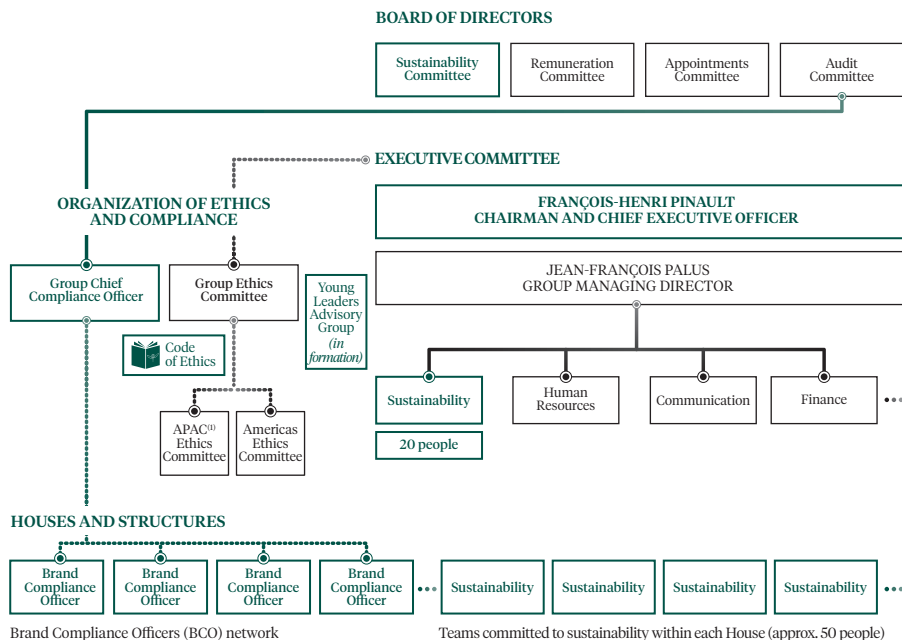 BOARD OF DIRECTORS
Sustainability
Committee
Remuneration
Committee
Appointments
Committee
Audit
Committee
EXECUTIVE COMMITTEE
ORGANIZATION OF ETHICS
AND COMPLIANCE
FRANÇOIS-HENRI PINAULT
CHAIRMAN AND CHIEF EXECUTIVE OFFICER
Group Chief
Compliance Officer
Group Ethics
Committee
Young
Leaders
Advisory
Group
(in
formation)
JEAN-FRANÇOIS PALUS
GROUP MANAGING DIRECTOR
Code
of Ethics
Sustainability
Human
Resources
Communication
Finance
20 people
APAC(1)
Ethics
Committee
Americas
Ethics
Committee
HOUSES AND STRUCTURES
Brand
Compliance
Officer
Brand
Compliance
Officer
Brand
Compliance
Officer
Brand
Compliance
Officer
Sustainability
Sustainability
Sustainability
Sustainability
Brand Compliance Officers (BCO) network
Teams committed to sustainability within each House (approx. 50 people)